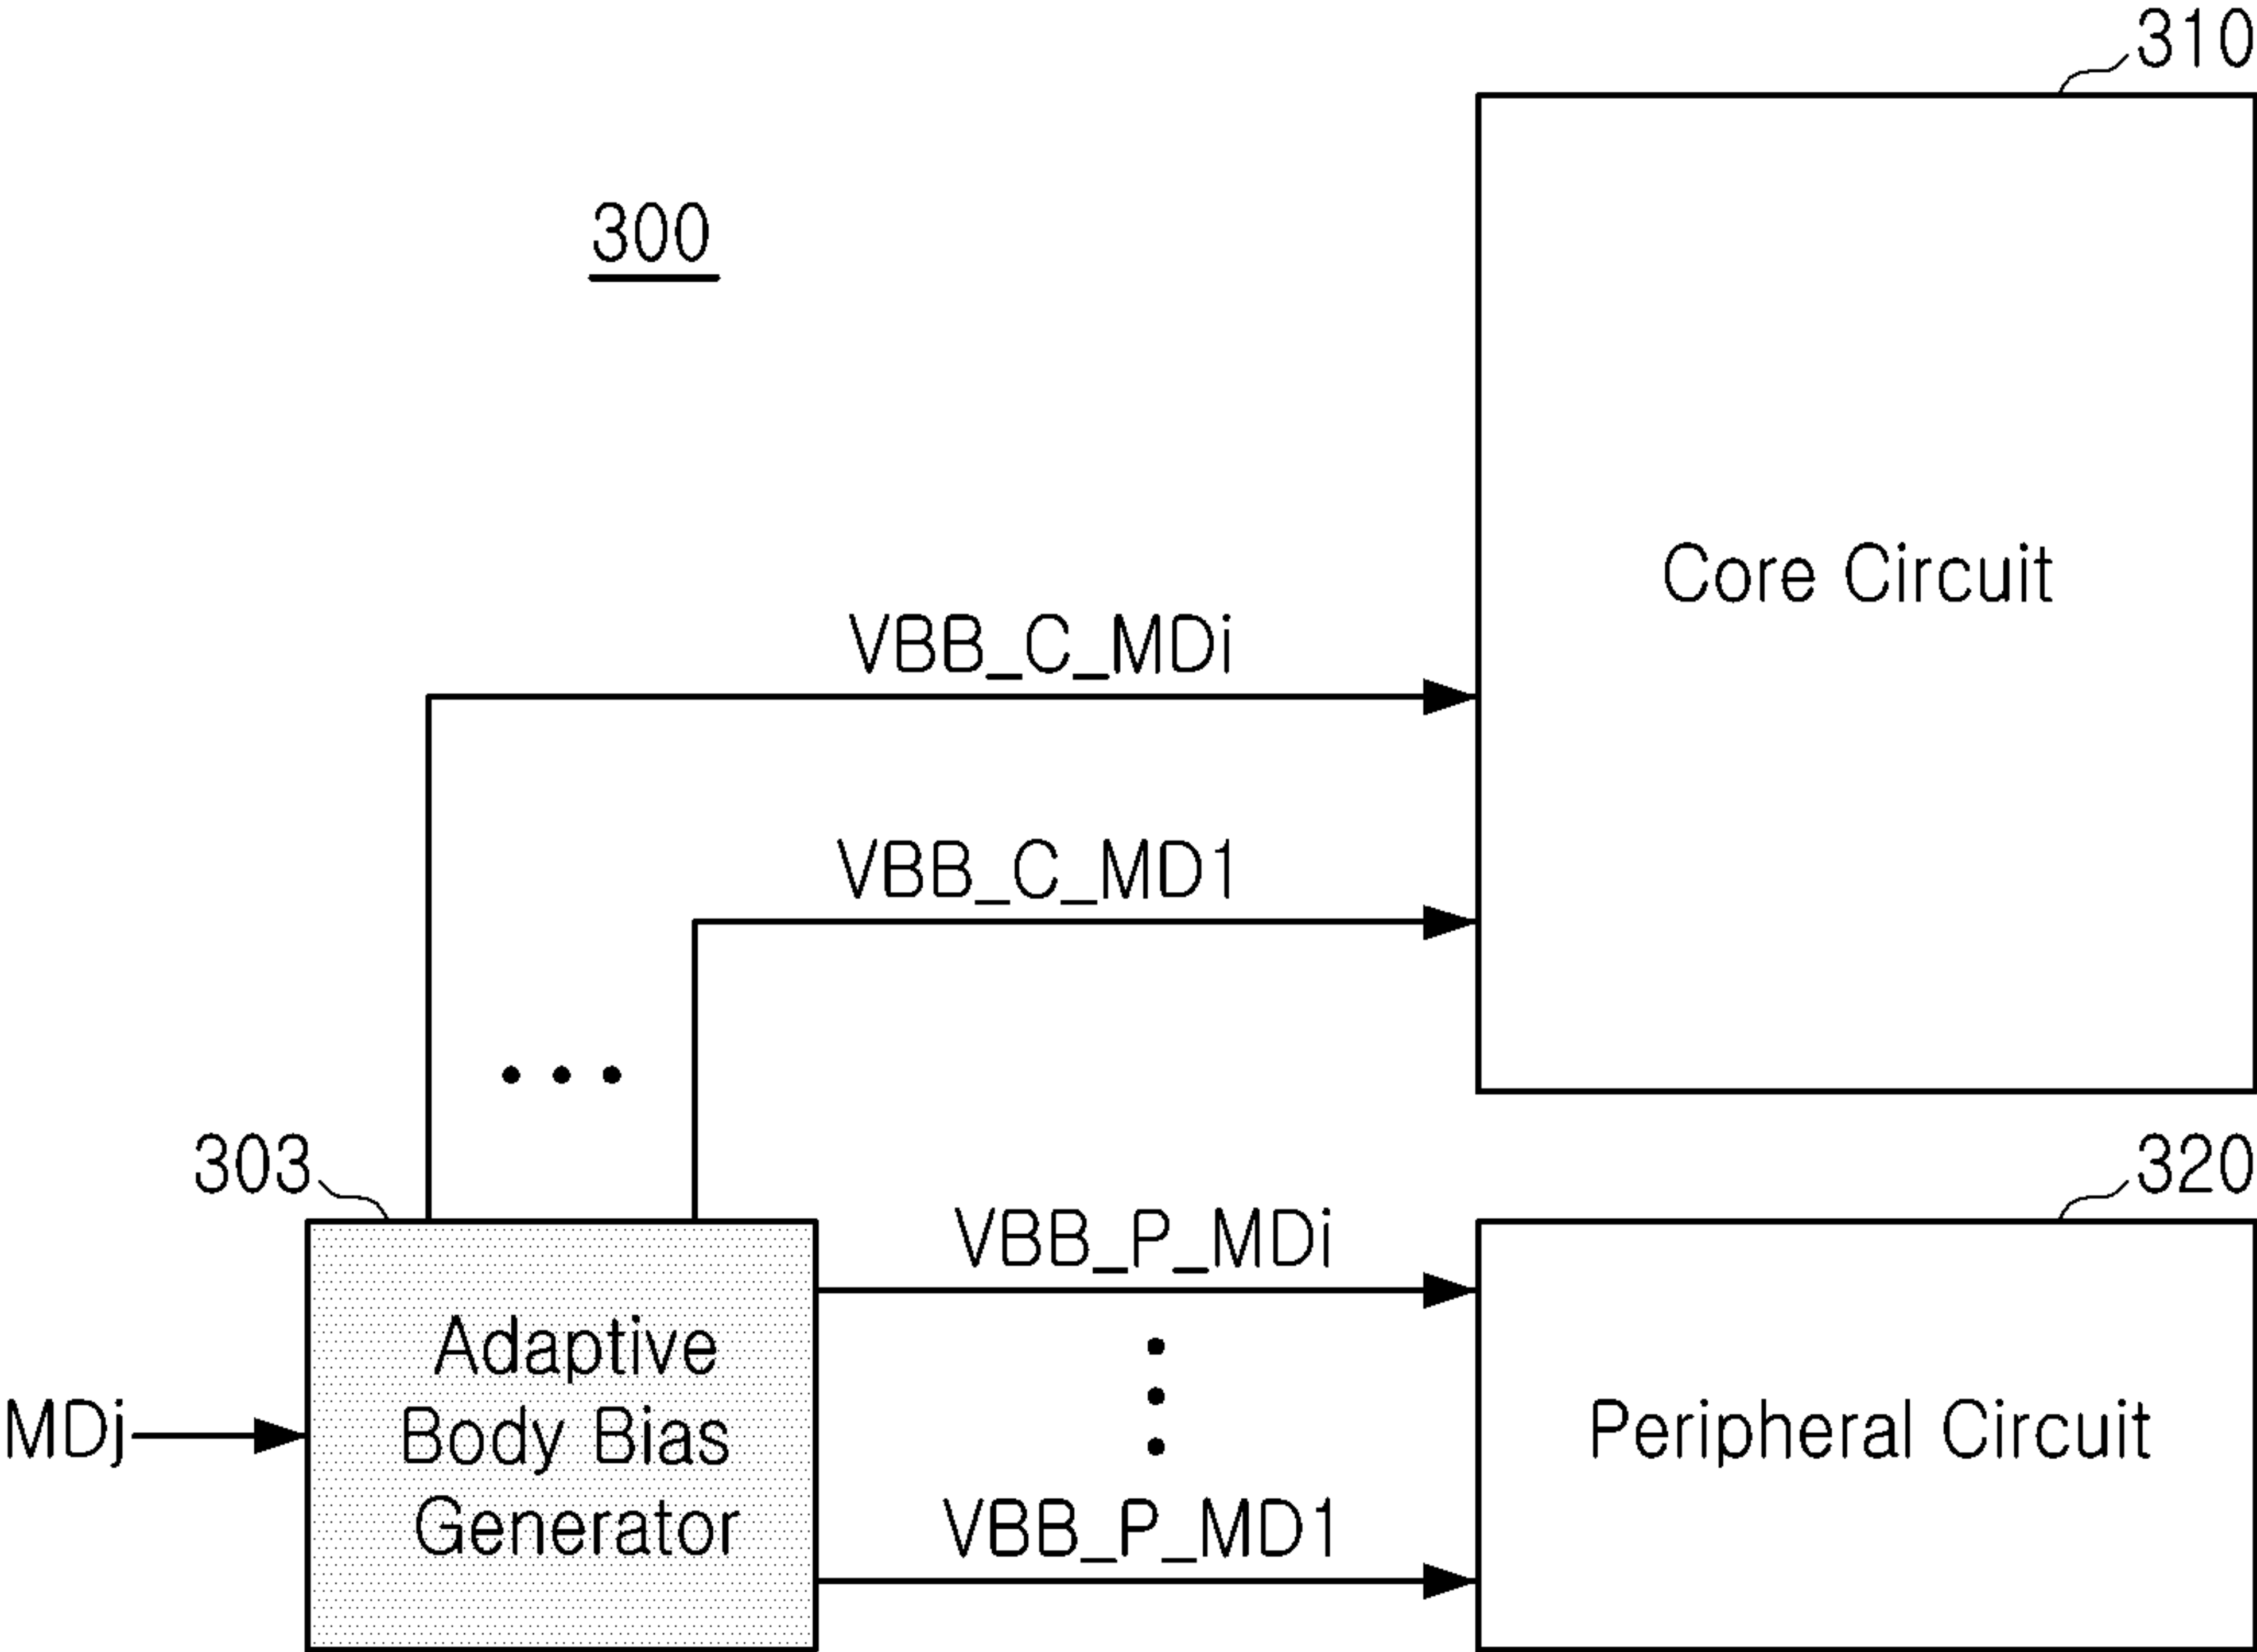 310
300
Core Circuit
VBB_C_MDi
VBB_C_MD1
303
320
VBB_P_MDi
Adaptive
Body Bias
Generator
MDj
Peripheral Circuit
VBB_P_MD1